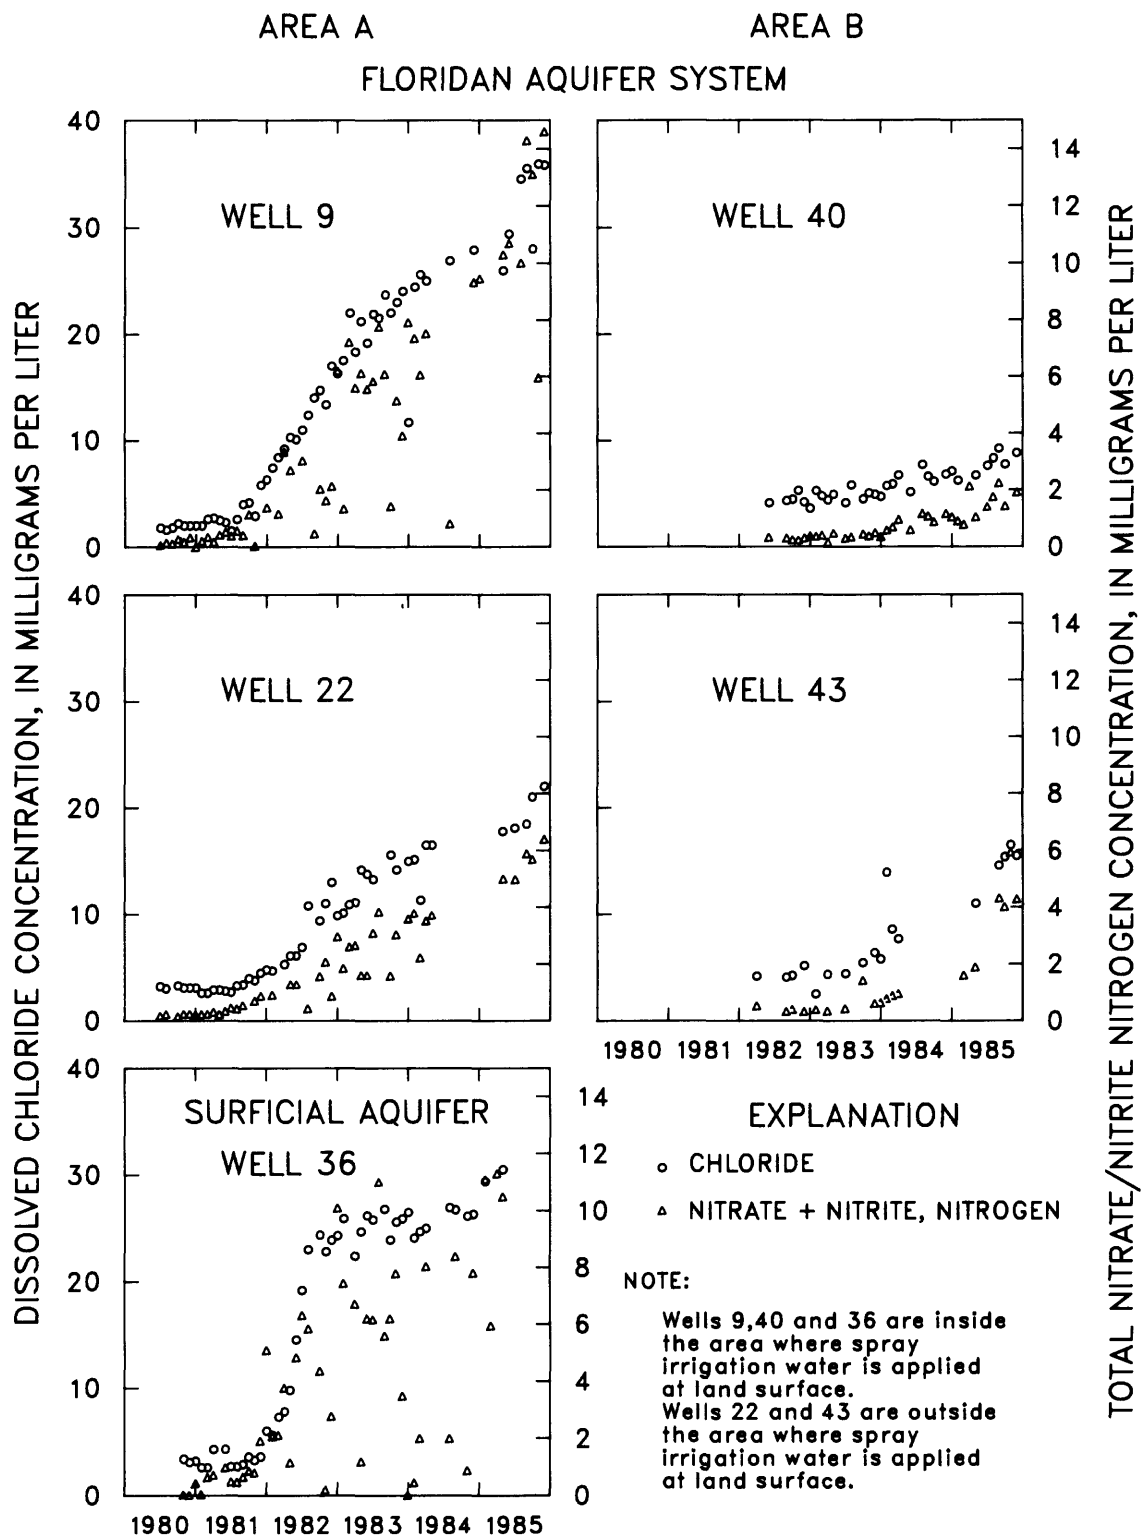 AREA A
AREA B
FLORIDAN AQUIFER SYSTEM
DISSOLVED CHLORIDE CONCENTRATION, IN MILLIGRAMS PER LITER
TOTAL NITRATE/NITRITE NITROGEN CONCENTRATION, IN MILLIGRAMS PER LITER
40
30
20
10
0
WELL 9
WELL 40
14
12
10
8
6
4
2
0
40
30
20
10
0
WELL 22
WELL 43
14
12
10
8
6
4
2
0
1980 1981 1982 1983 1984 1985
40
30
20
10
0
SURFICIAL AQUIFER
WELL 36
14
12
10
8
6
4
2
0
1980 1981 1982 1983 1984 1985
EXPLANATION
CHLORIDE
NITRATE + NITRITE, NITROGEN
NOTE:
Wells 9,40 and 36 are inside
the area where spray
irrigation water is applied
at land surface.
Wells 22 and 43 are outside
the area where spray
irrigation water is applied
at land surface.